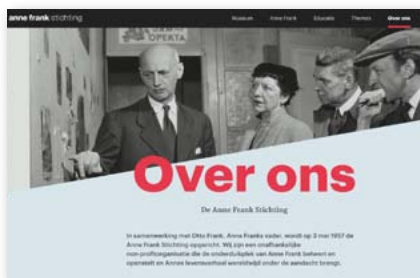 anne frank stichting
Museum Anne Frank Educatie Themas Over ons
OPEKTA
Over ons
De Anne Frank Stichting
In samenwerking met Otto Frank, Anne Franks vader, wordt op 3 mei 1957 de
Anne Frank Stichting opgericht. Wij zijn een onafhankelijke
non-profitorganisatie die de onderduikplek van Anne Frank beheert en
openstelt en Annes levensverhaal wereldwijd onder de aandacht brengt.